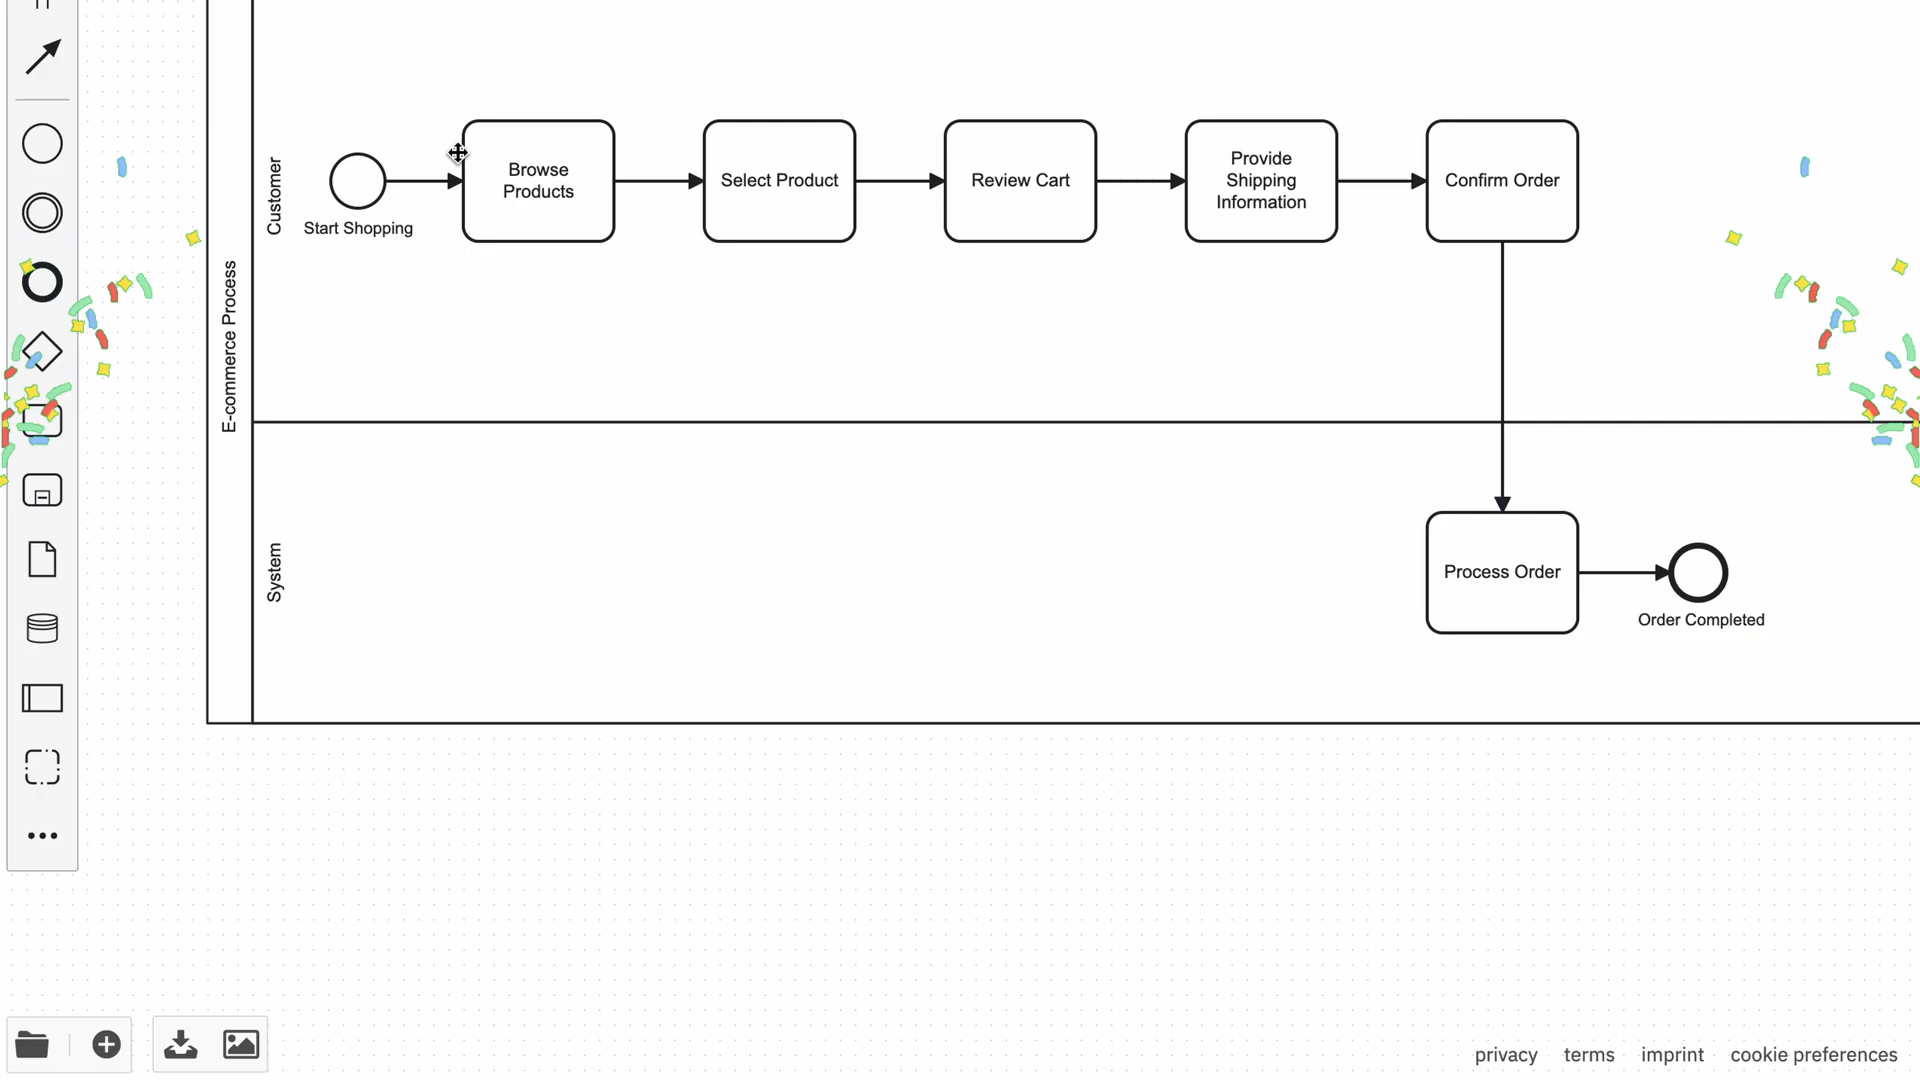 E-commerce Process
Customer
Start Shopping
Browse
Products
Select Product
Review Cart
Provide
Shipping
Information
Confirm Order
System
Process Order
Order Completed
privacy terms imprint cookie preferences